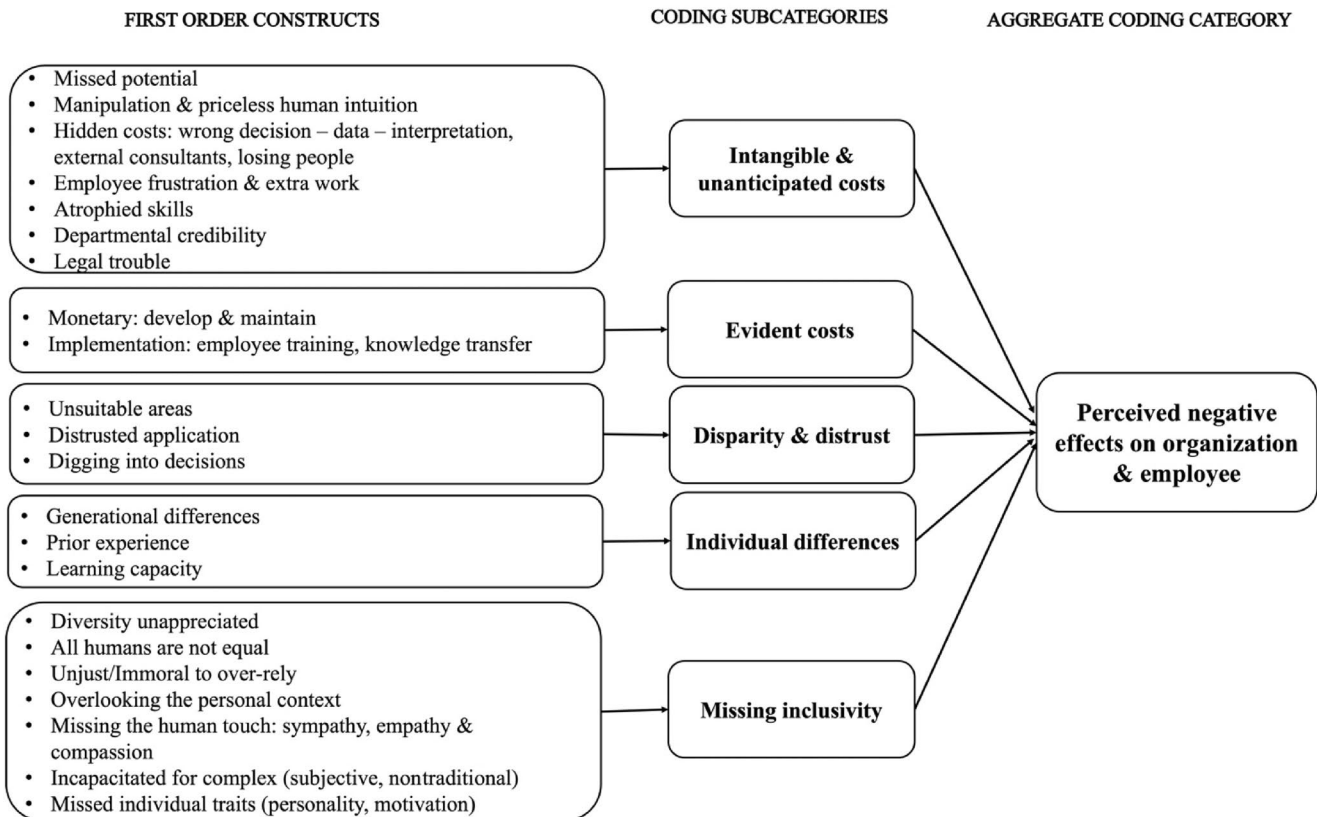 FIRST ORDER CONSTRUCTS
CODING SUBCATEGORIES
AGGREGATE CODING CATEGORY
• Missed potential
• Manipulation & priceless human intuition
• Hidden costs: wrong decision – data – interpretation,
external consultants, losing people
• Employee frustration & extra work
• Atrophied skills
• Departmental credibility
• Legal trouble
Intangible &
unanticipated costs
• Monetary: develop & maintain
• Implementation: employee training, knowledge transfer
Evident costs
• Unsuitable areas
• Distrusted application
• Digging into decisions
Disparity & distrust
• Generational differences
• Prior experience
• Learning capacity
Individual differences
• Diversity unappreciated
• All humans are not equal
• Unjust/Immoral to over-rely
• Overlooking the personal context
• Missing the human touch: sympathy, empathy &
compassion
• Incapacitated for complex (subjective, nontraditional)
• Missed individual traits (personality, motivation)
Missing inclusivity
Perceived negative
effects on organization
& employee